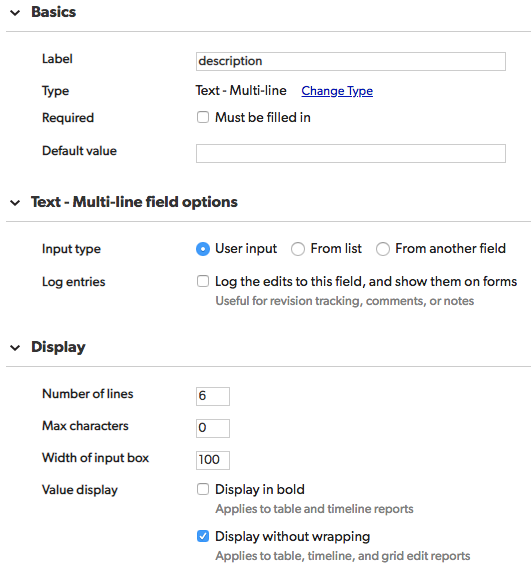 Basics
Label description
Type Text - Multi-line Change Type
Required Must be filled in
Default value
Text - Multi-line field options
Input type User input From list From another field
Log entries Log the edits to this field, and show them on forms
Useful for revision tracking, comments, or notes
Display
Number of lines 6
Max characters 0
Width of input box 100
Value display Display in bold
Applies to table and timeline reports
Display without wrapping
Applies to table, timeline, and grid edit reports